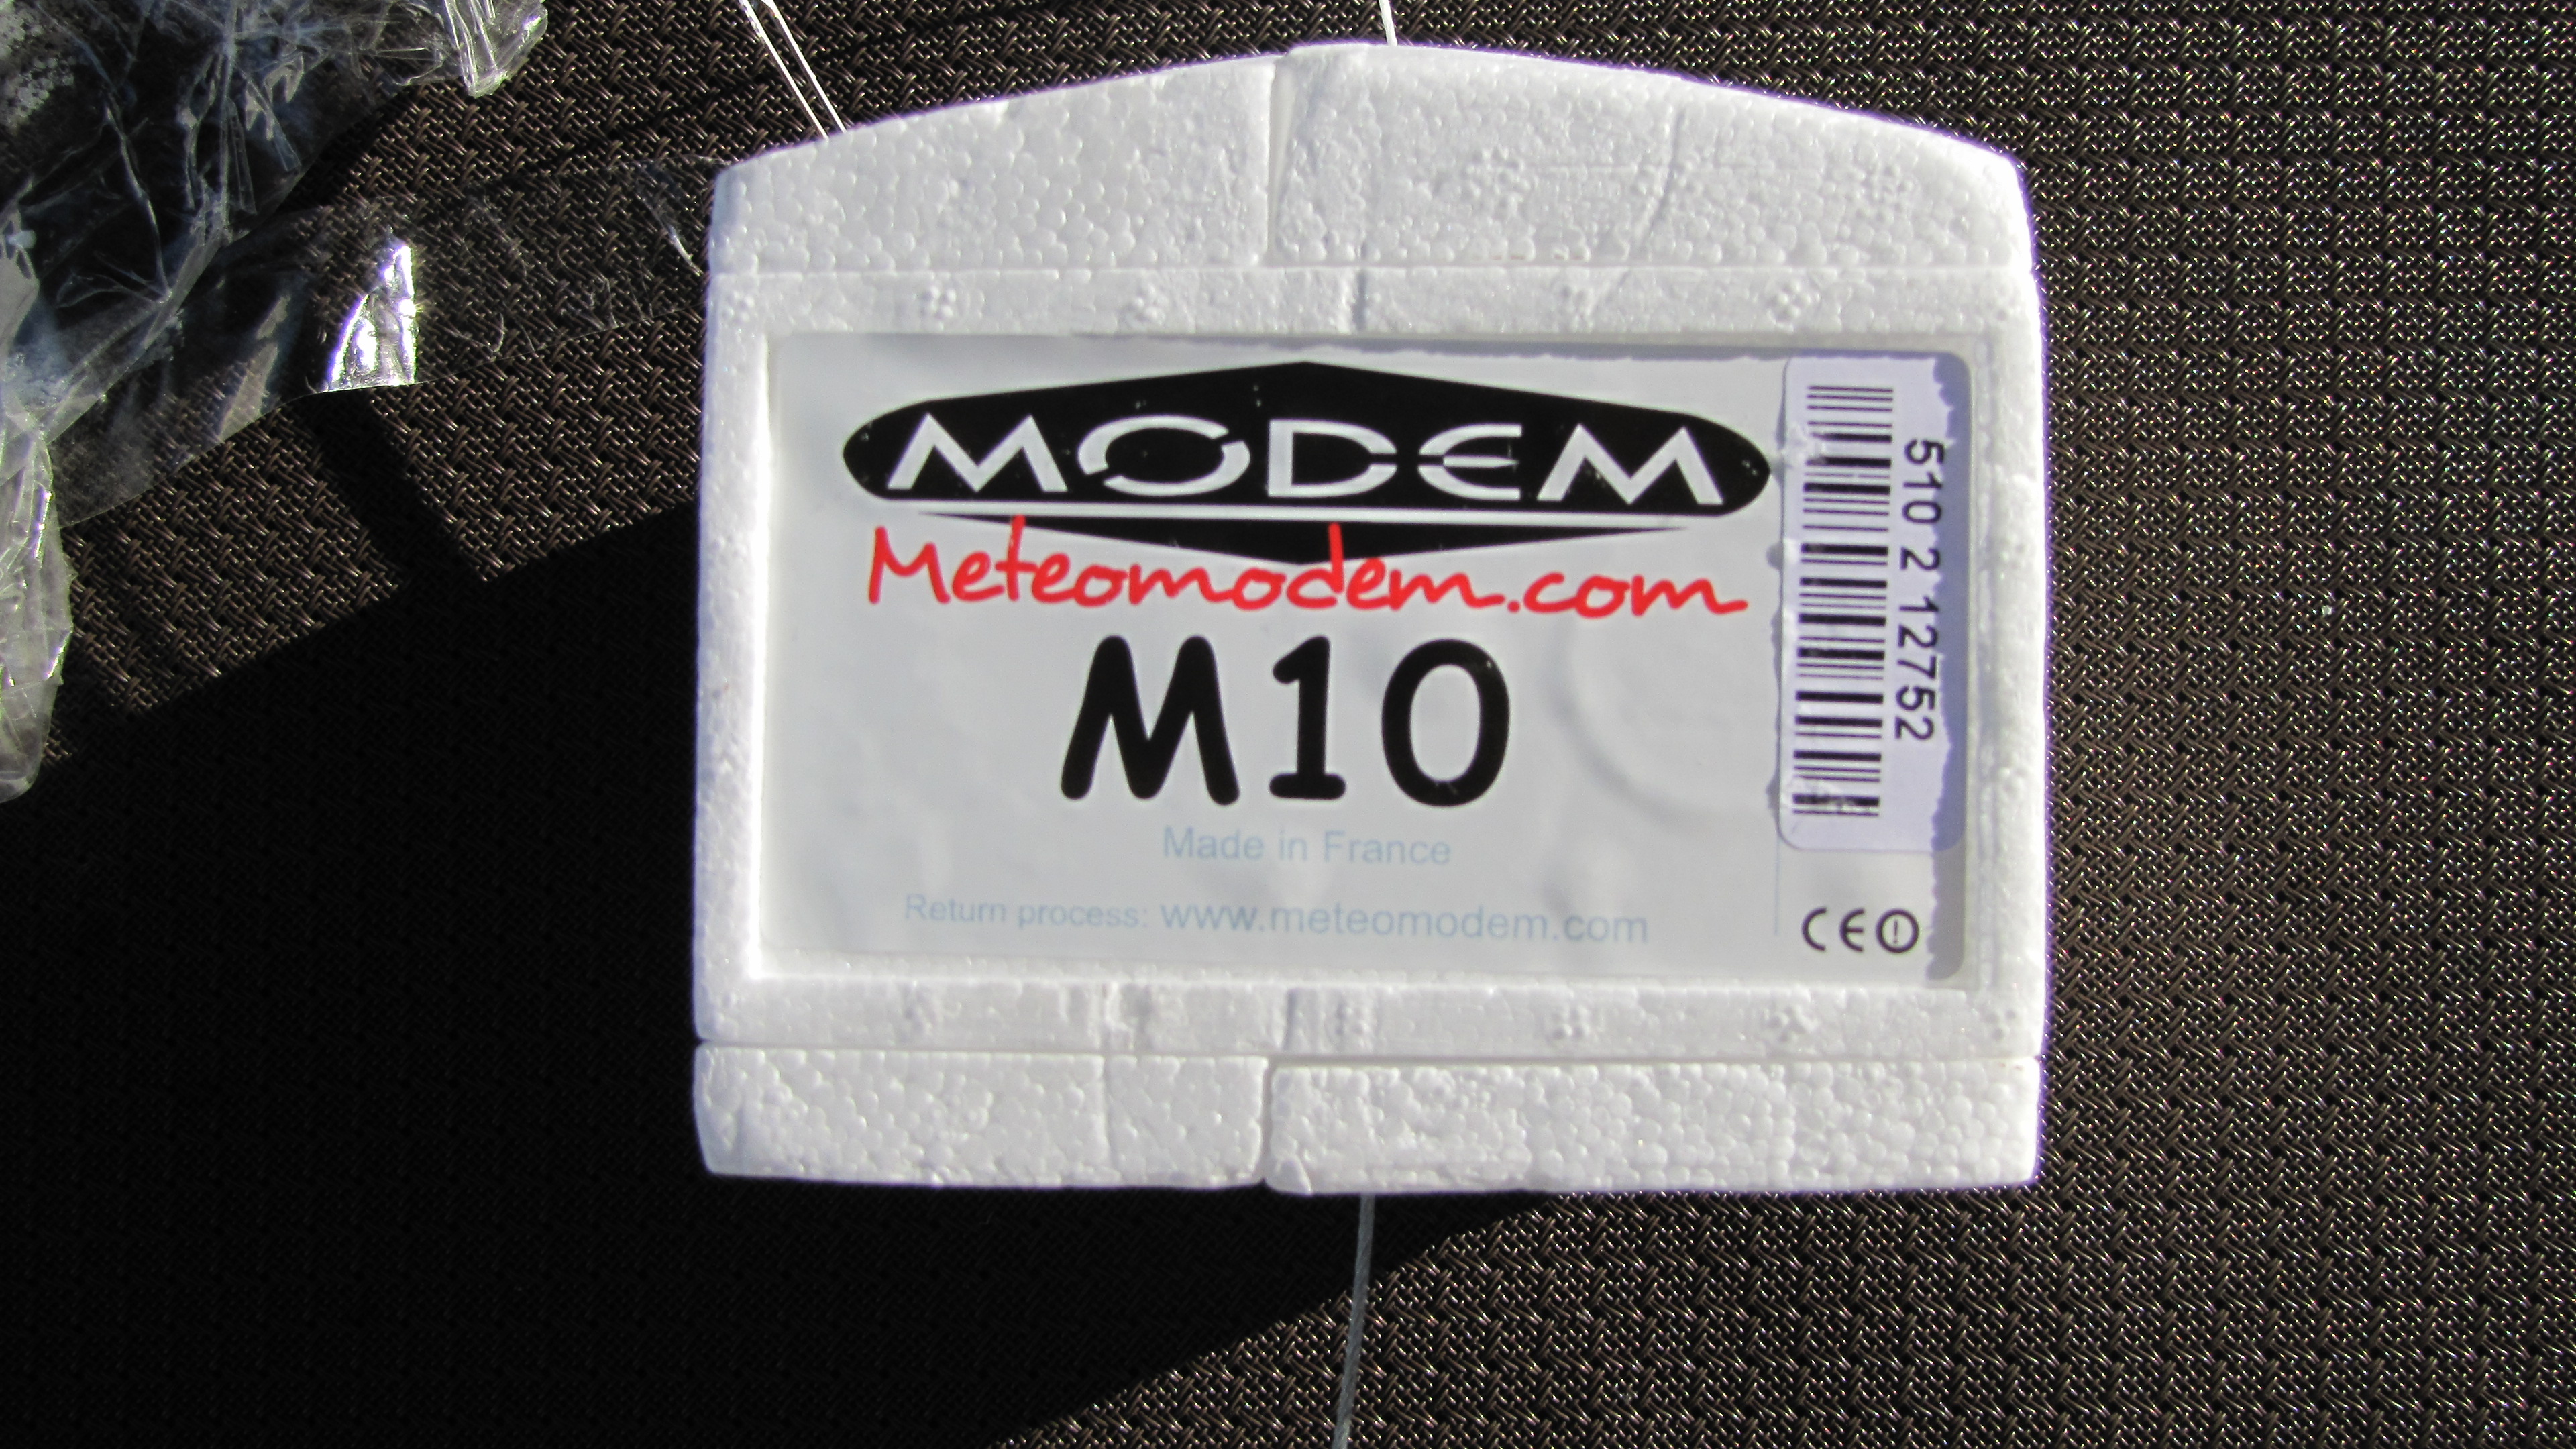 MODEM
Meteomodem.com
M10
Made in France
Return process: www.meteomodem.com
510 2 12752
CE